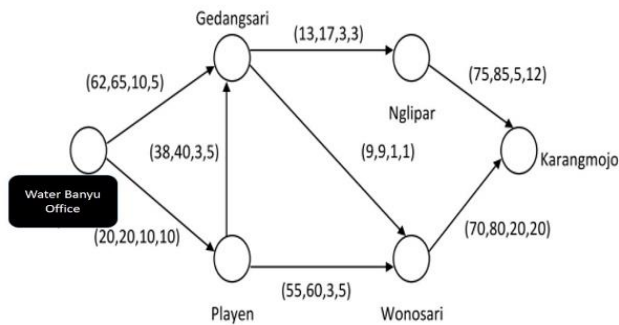 Gedangsari
(13,17,3,3)
(62,65,10,5)
(75,85,5,12)
Nglipar
(38,40,3,5)
(9,9,1,1)
Karangmojo
Water Banyu
Office
(20,20,10,10)
(70,80,20,20)
(55,60,3,5)
Playen
Wonosari